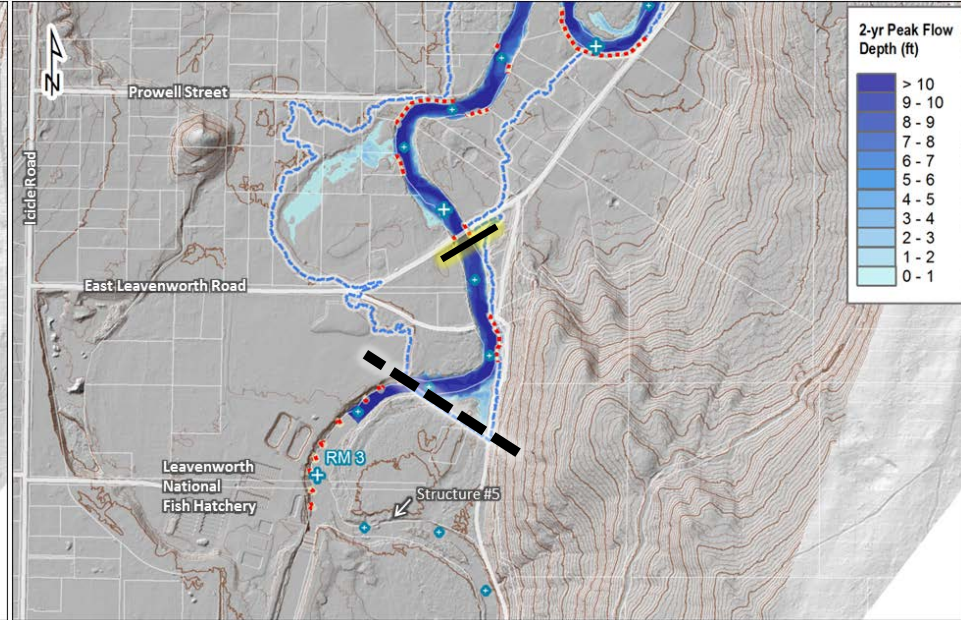 N
2-yr Peak Flow
Depth (ft)
> 10
9 - 10
8 - 9
7 - 8
6 - 7
5 - 6
4 - 5
3 - 4
2 - 3
1 - 2
0 - 1
Prowell Street
Icicle Road
East Leavenworth Road
RM 3
Leavenworth
National
Fish Hatchery
Structure #5